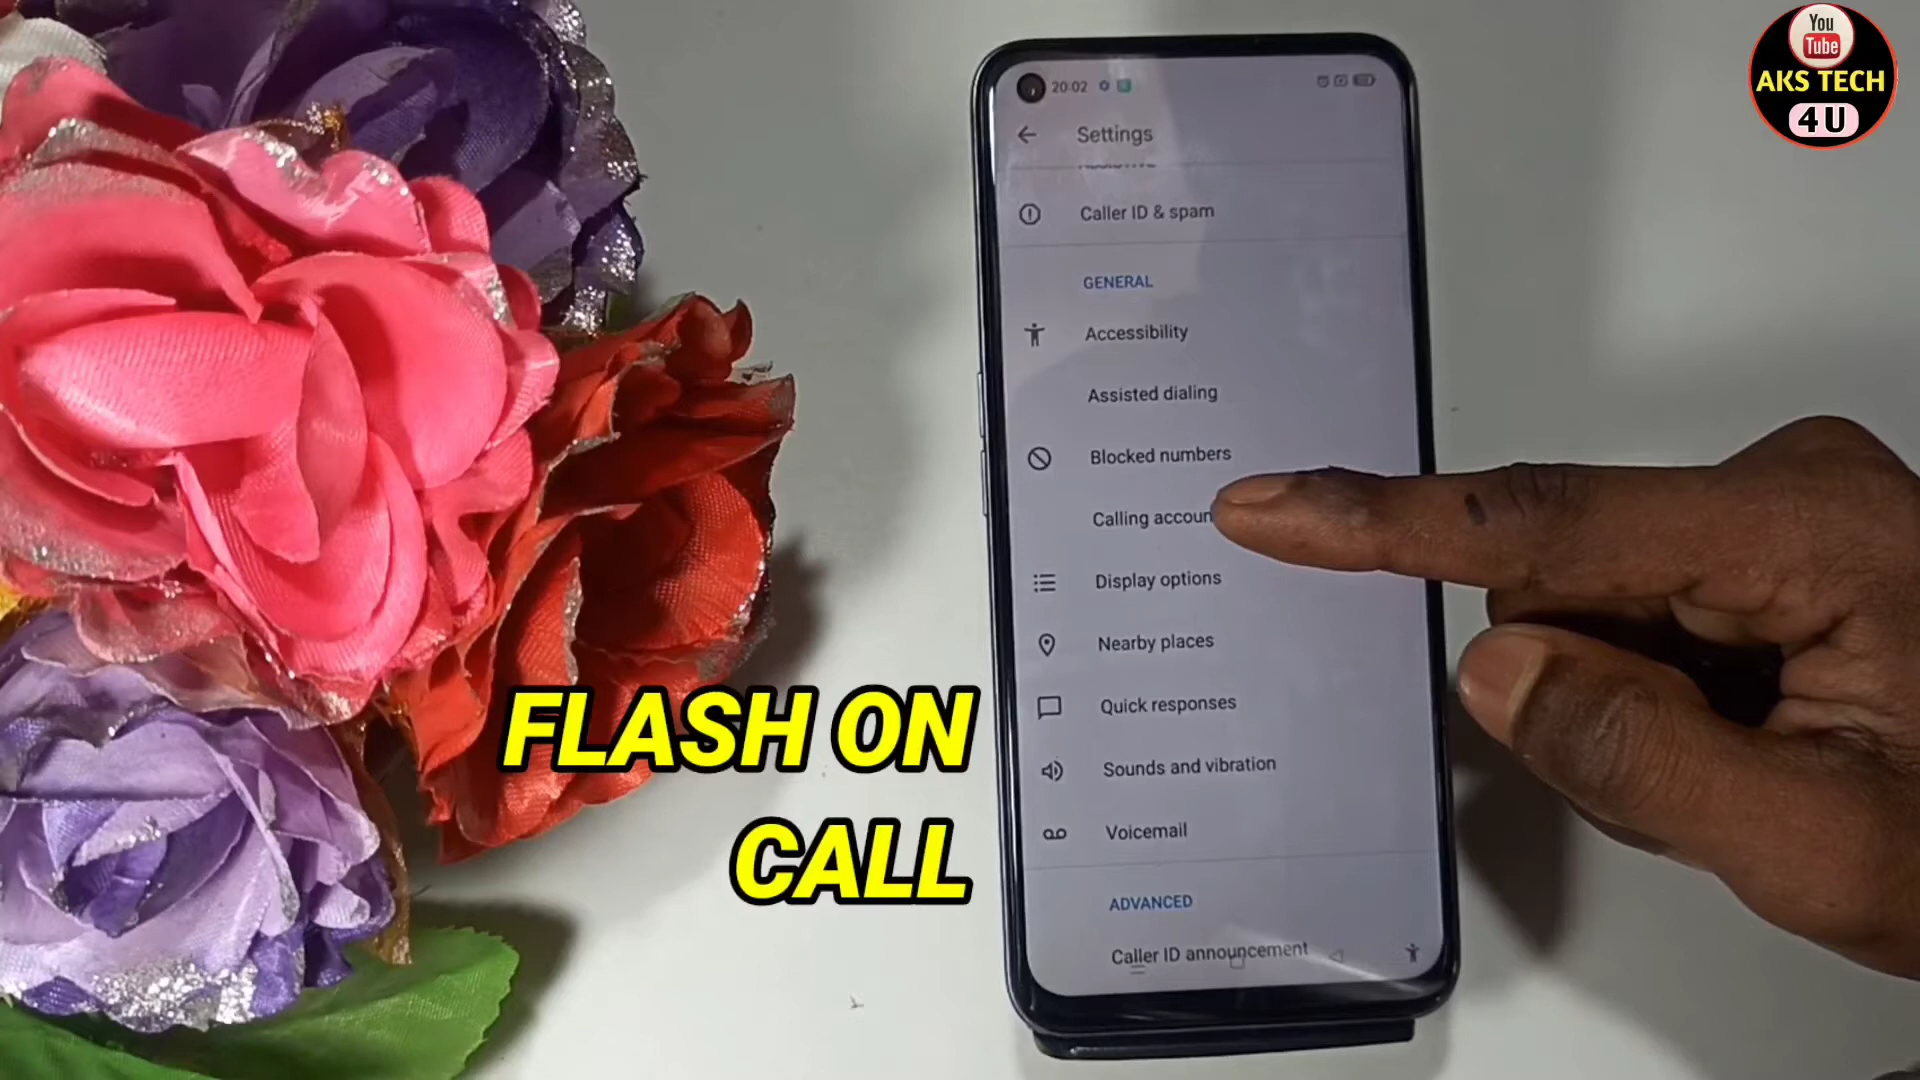 You
Tube
AKS TECH
4U
20:02
Settings
Caller ID & spam
GENERAL
Accessibility
Assisted dialing
Blocked numbers
Calling accoun
Display options
Nearby places
Quick responses
Sounds and vibration
Voicemail
ADVANCED
Caller ID announcement
FLASH ON
CALL